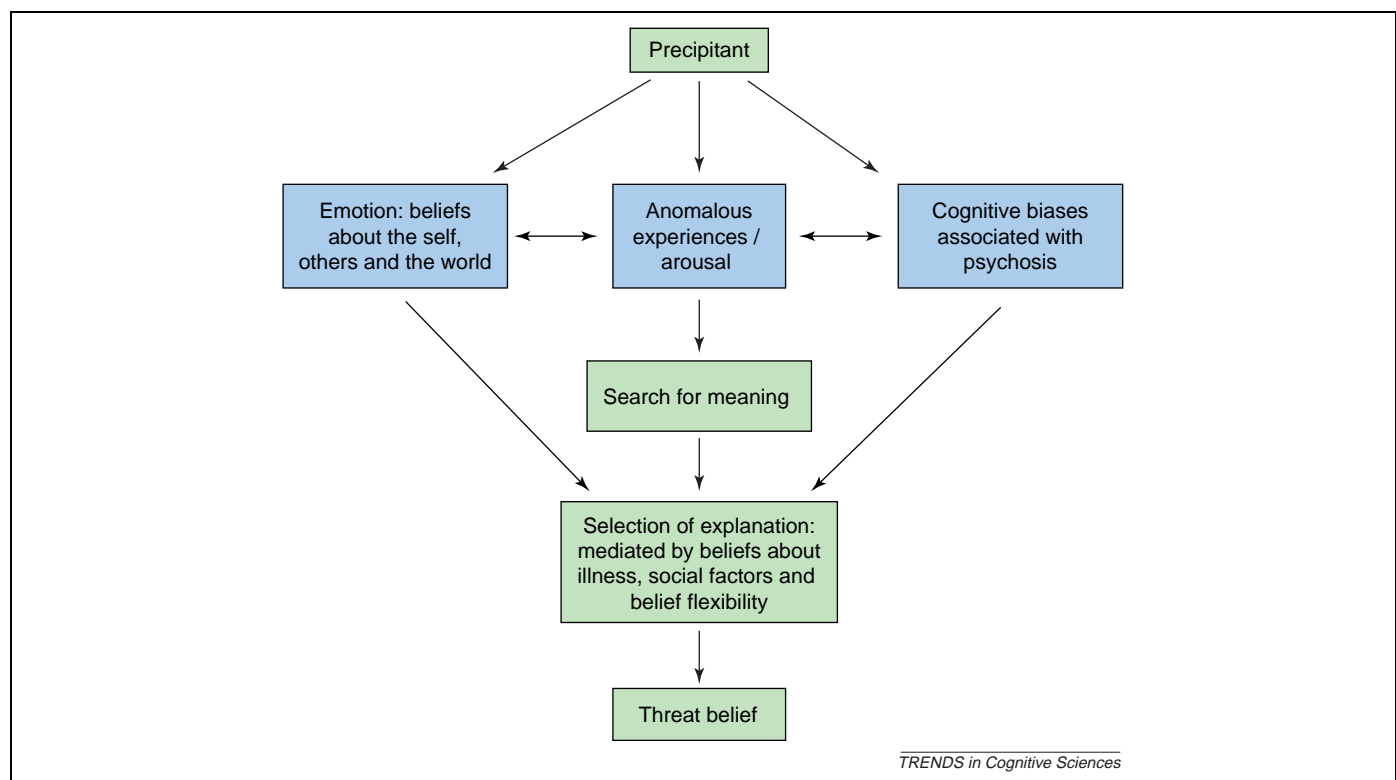 Precipitant
Emotion: beliefs
about the self,
others and the world
Anomalous
experiences /
arousal
Cognitive biases
associated with
psychosis
Search for meaning
Selection of explanation:
mediated by beliefs about
illness, social factors and
belief flexibility
Threat belief
TRENDS in Cognitive Sciences